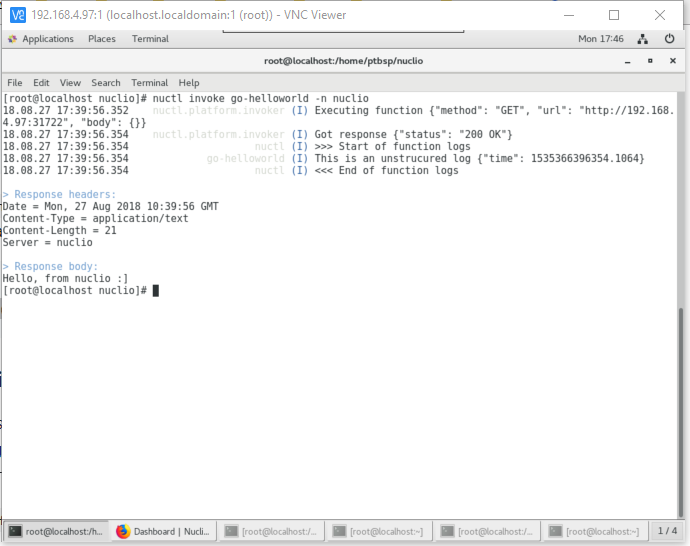 192.168.4.97:1 (localhost.localdomain:1 (root)) - VNC Viewer
Applications Places Terminal Mon 17:46
root@localhost:/home/ptbsp/nuclio
File Edit View Search Terminal Help
[root@localhost nuclio]# nuctl invoke go-helloworld -n nuclio
18.08.27 17:39:56.352 nuctl.platform.invoker (I) Executing function {"method": "GET", "url": "http://192.168.
4.97:31722", "body": {}}
18.08.27 17:39:56.354 nuctl.platform.invoker (I) Got response {"status": "200 OK"}
18.08.27 17:39:56.354 nuctl (I) >>> Start of function logs
18.08.27 17:39:56.354 go-helloworld (I) This is an unstrucured log {"time": 1535366396354.1064}
18.08.27 17:39:56.354 nuctl (I) <<< End of function logs
> Response headers:
Date = Mon, 27 Aug 2018 10:39:56 GMT
Content-Type = application/text
Content-Length = 21
Server = nuclio
> Response body:
Hello, from nuclio :]
[root@localhost nuclio]#
root@localhost:/h... Dashboard | Nucli... [root@localhost:/... [root@localhost:~] [root@localhost:/... [root@localhost:~] 1 / 4